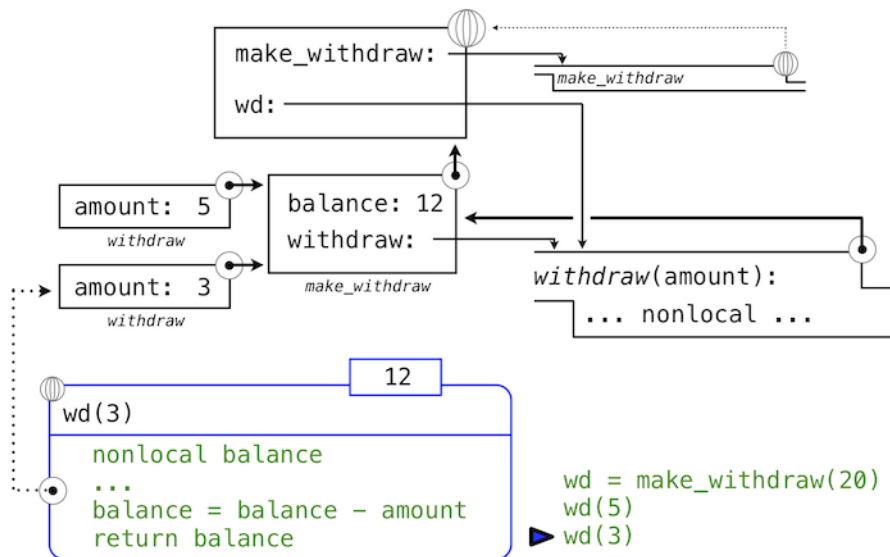 make_withdraw:
make_withdraw
wd:
amount: 5
withdraw
balance: 12
withdraw:
make_withdraw
amount: 3
withdraw
withdraw(amount):
... nonlocal ...
12
wd(3)
nonlocal balance
...
balance = balance – amount
return balance
wd = make_withdraw(20)
wd(5)
wd(3)